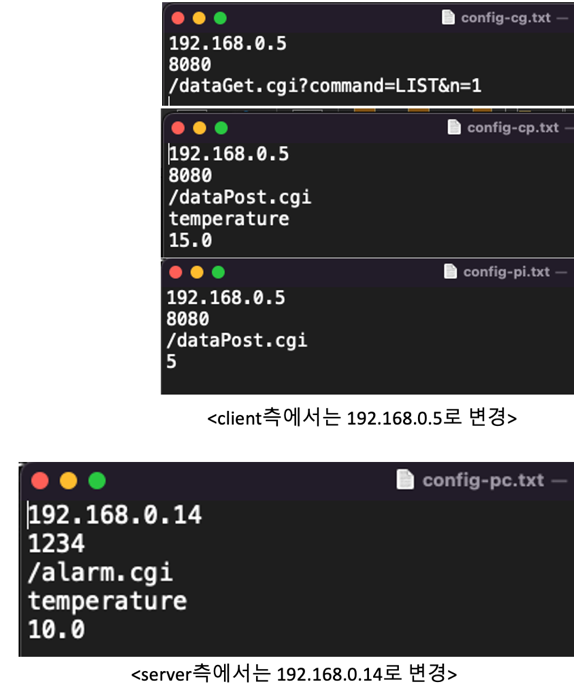 config-cg.txt —
192.168.0.5
8080
/dataGet.cgi?command=LIST&n=1
config-cp.txt —
192.168.0.5
8080
/dataPost.cgi
temperature
15.0
config-pi.txt —
192.168.0.5
8080
/dataPost.cgi
5
<client측에서는 192.168.0.5로 변경>
config-pc.txt —
192.168.0.14
1234
/alarm.cgi
temperature
10.0
<server측에서는 192.168.0.14로 변경>